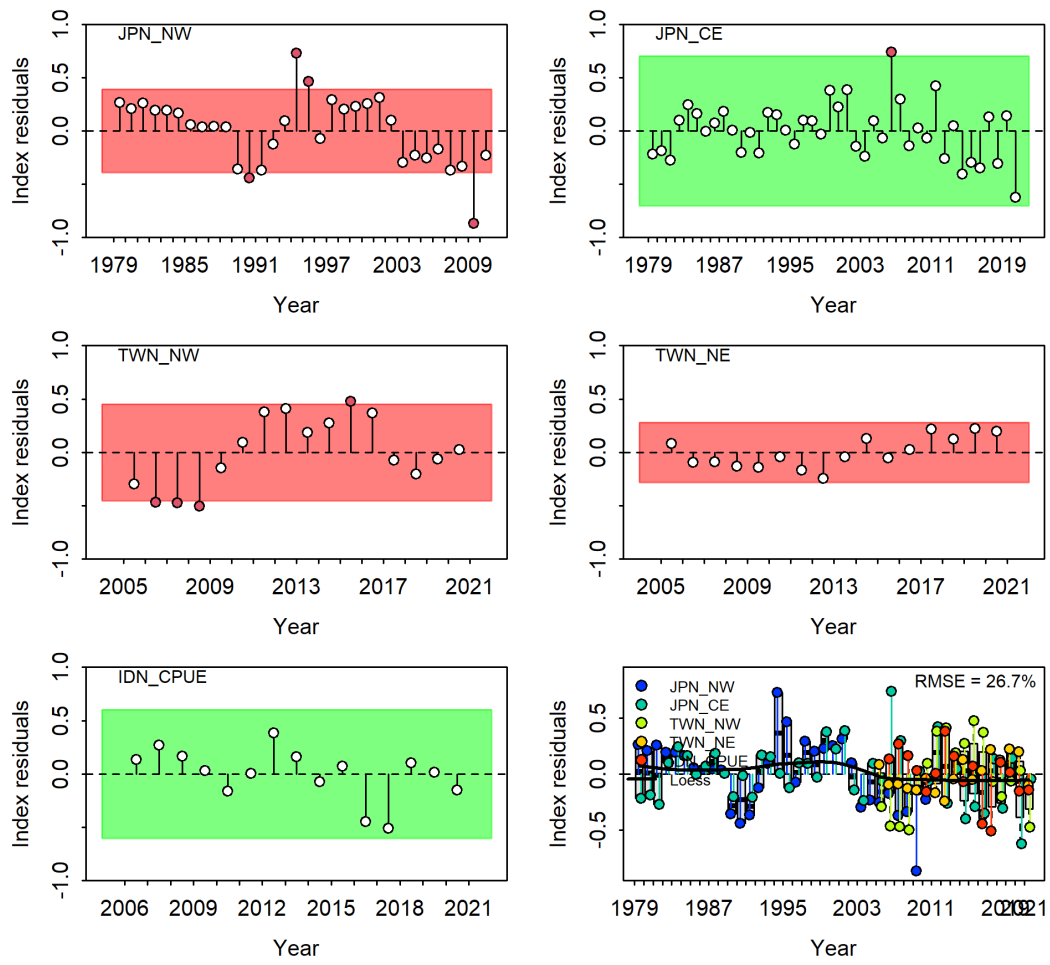 1.0
0.5
0.0
-1.0
Index residuals
JPN_NW
1979 1985 1991 1997 2003 2009
Year
1.0
0.5
0.0
-1.0
Index residuals
JPN_CE
1979 1987 1995 2003 2011 2019
Year
1.0
0.5
0.0
-1.0
Index residuals
TWN_NW
2005 2009 2013 2017 2021
Year
1.0
0.5
0.0
-1.0
Index residuals
TWN_NE
2005 2009 2013 2017 2021
Year
1.0
0.5
0.0
-1.0
Index residuals
IDN_CPUE
2006 2009 2012 2015 2018 2021
Year
0.5
0.0
-0.5
Index residuals
RMSE = 26.7%
JPN_NW
JPN_CE
TWN_NW
TWN_NE
Loess
1979 1987 1995 2003 2011 2019 2021
Year